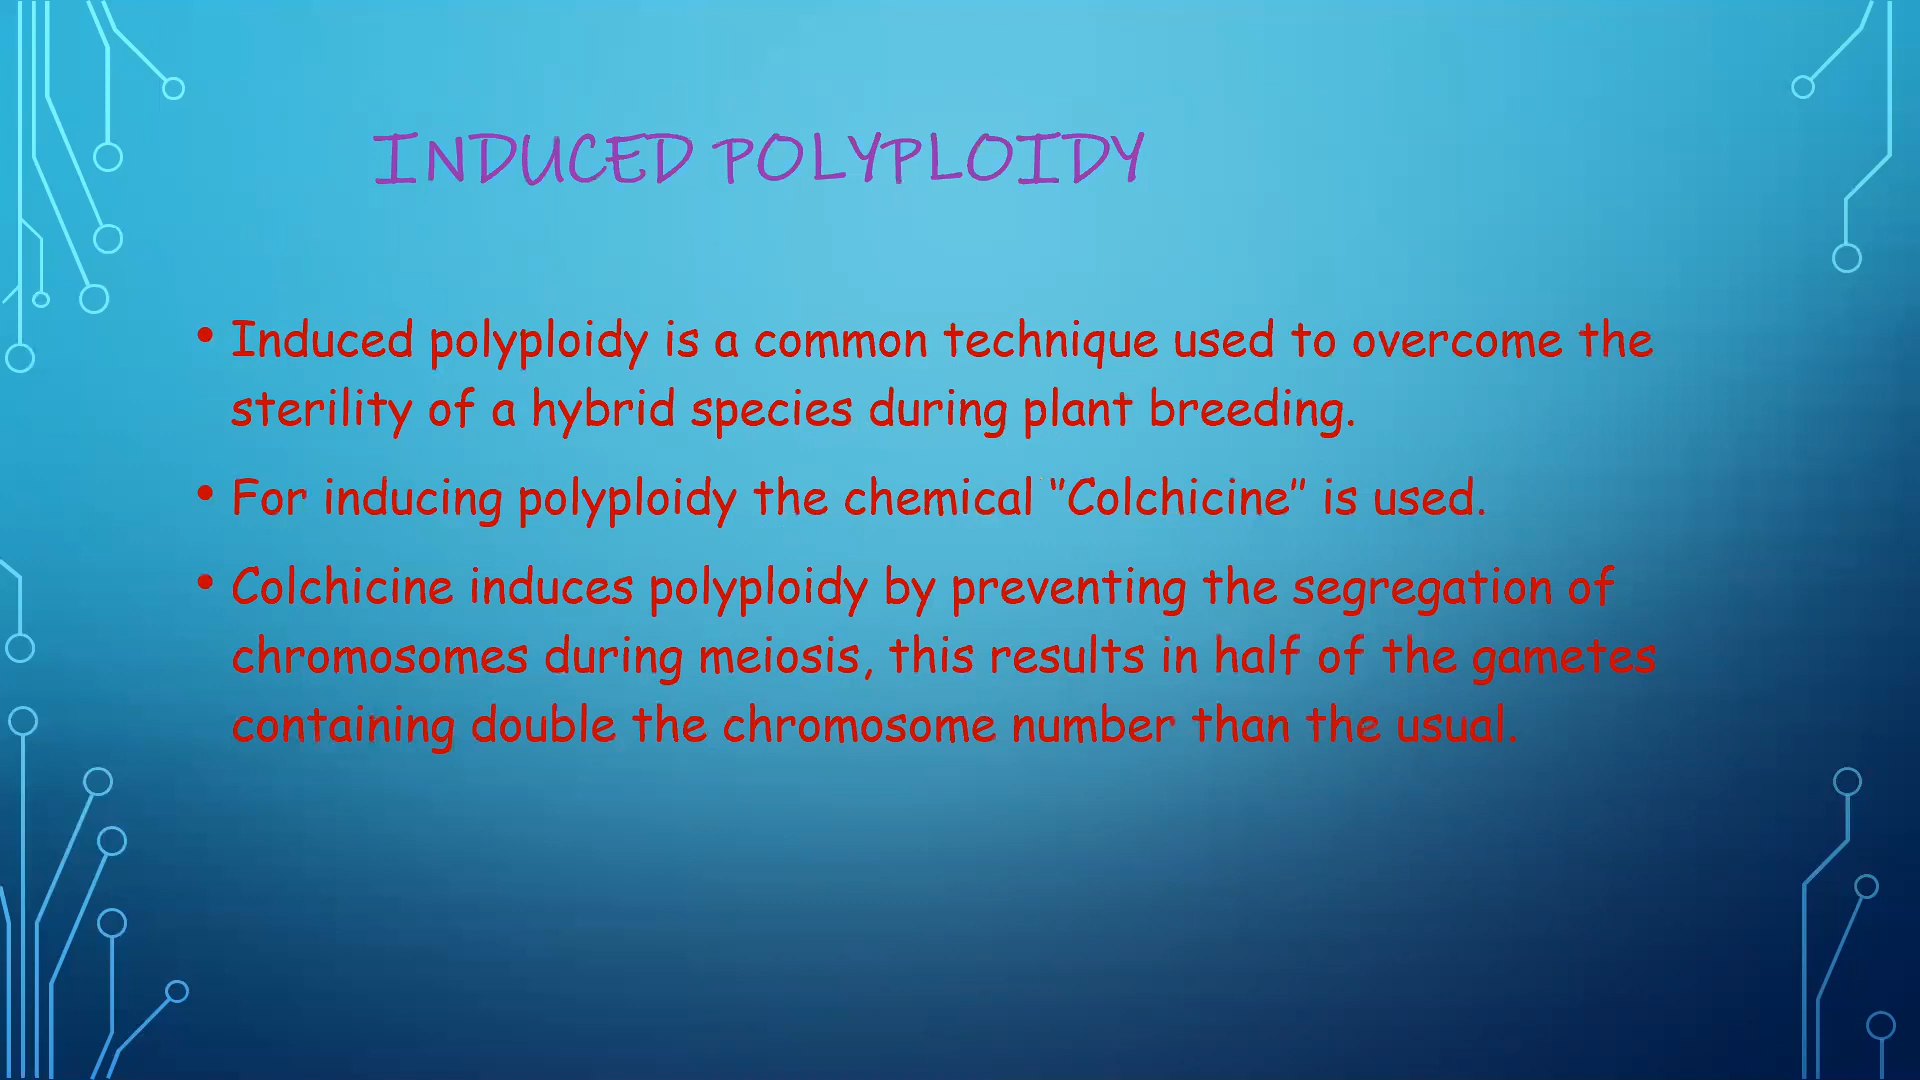 INDUCED POLYPLOIDY
• Induced polyploidy is a common technique used to overcome the
sterility of a hybrid species during plant breeding.
• For inducing polyploidy the chemical “Colchicine” is used.
• Colchicine induces polyploidy by preventing the segregation of
chromosomes during meiosis, this results in half of the gametes
containing double the chromosome number than the usual.